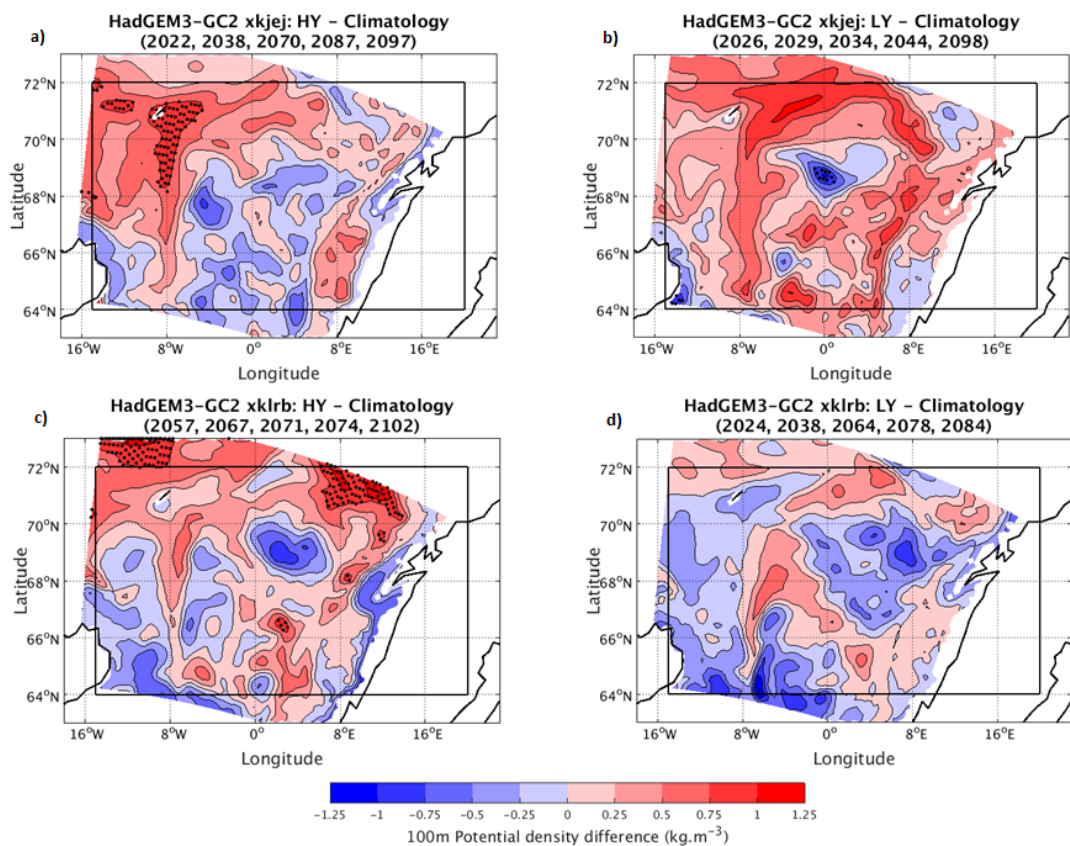 a)
HadGEM3-GC2 xkjej: HY – Climatology
(2022, 2038, 2070, 2087, 2097)
72°N
70°N
68°N
66°N
64°N
Latitude
16°W
8°W
0°
8°E
16°E
Longitude
b)
HadGEM3-GC2 xkjej: LY – Climatology
(2026, 2029, 2034, 2044, 2098)
72°N
70°N
68°N
66°N
64°N
Latitude
16°W
8°W
0°
8°E
16°E
Longitude
c)
HadGEM3-GC2 xklrb: HY – Climatology
(2057, 2067, 2071, 2074, 2102)
72°N
70°N
68°N
66°N
64°N
Latitude
16°W
8°W
0°
8°E
16°E
Longitude
d)
HadGEM3-GC2 xklrb: LY – Climatology
(2024, 2038, 2064, 2078, 2084)
72°N
70°N
68°N
66°N
64°N
Latitude
16°W
8°W
0°
8°E
16°E
Longitude
−1.25 −1 −0.75 −0.5 −0.25 0 0.25 0.5 0.75 1 1.25
100m Potential density difference (kg.m⁻³)